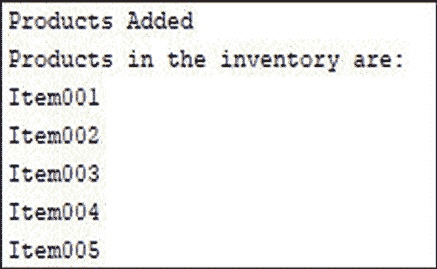 Products Added
Products in the inventory are:
Item001
Item002
Item003
Item004
Item005